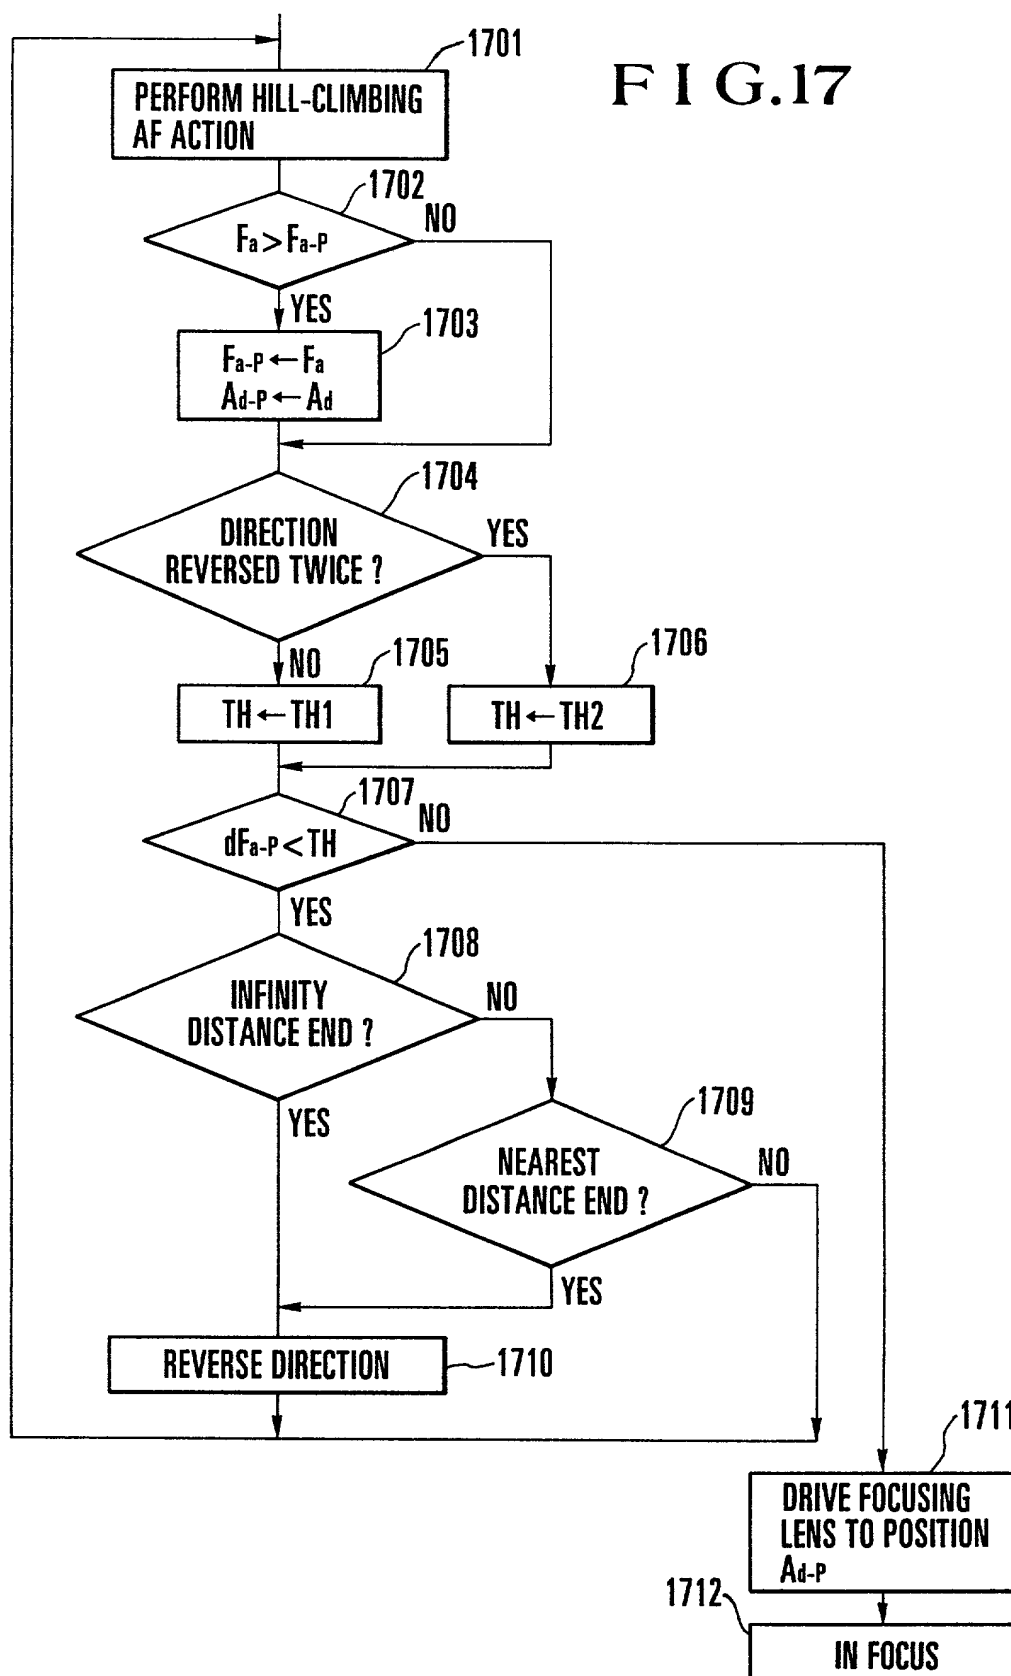 1701
FIG.17
PERFORM HILL-CLIMBING
AF ACTION
1702
NO
Fa > Fa-P
YES
1703
Fa-P ← Fa
Ad-P ← Ad
1704
DIRECTION
REVERSED TWICE ?
YES
NO
1705
1706
TH ← TH1
TH ← TH2
1707
NO
dFa-P < TH
YES
1708
INFINITY
DISTANCE END ?
NO
YES
1709
NEAREST
DISTANCE END ?
NO
YES
REVERSE DIRECTION
1710
1711
DRIVE FOCUSING
LENS TO POSITION
Ad-P
1712
IN FOCUS